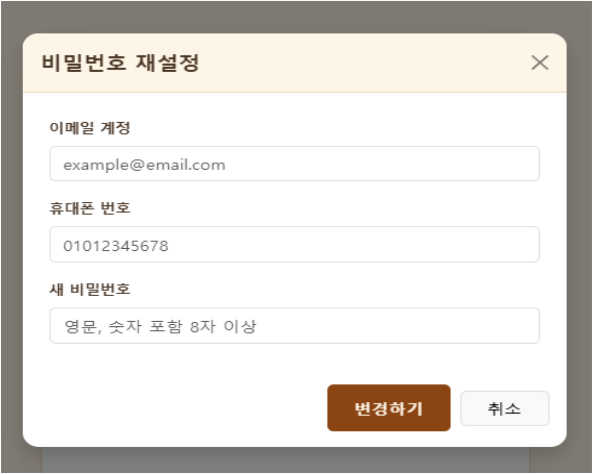 비밀번호 재설정
이메일 계정
example@email.com
휴대폰 번호
01012345678
새 비밀번호
영문, 숫자 포함 8자 이상
변경하기 취소